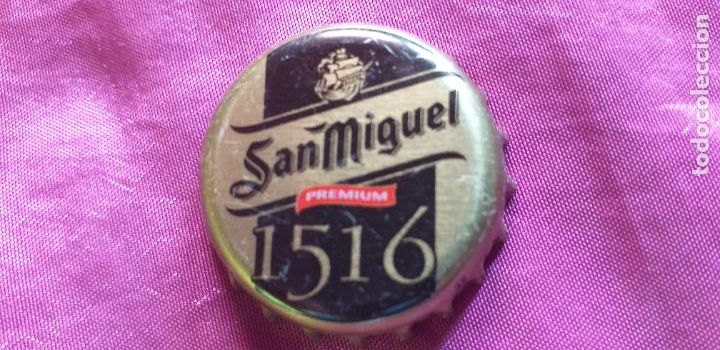 San Miguel
PREMIUM
1516
todocoleccion